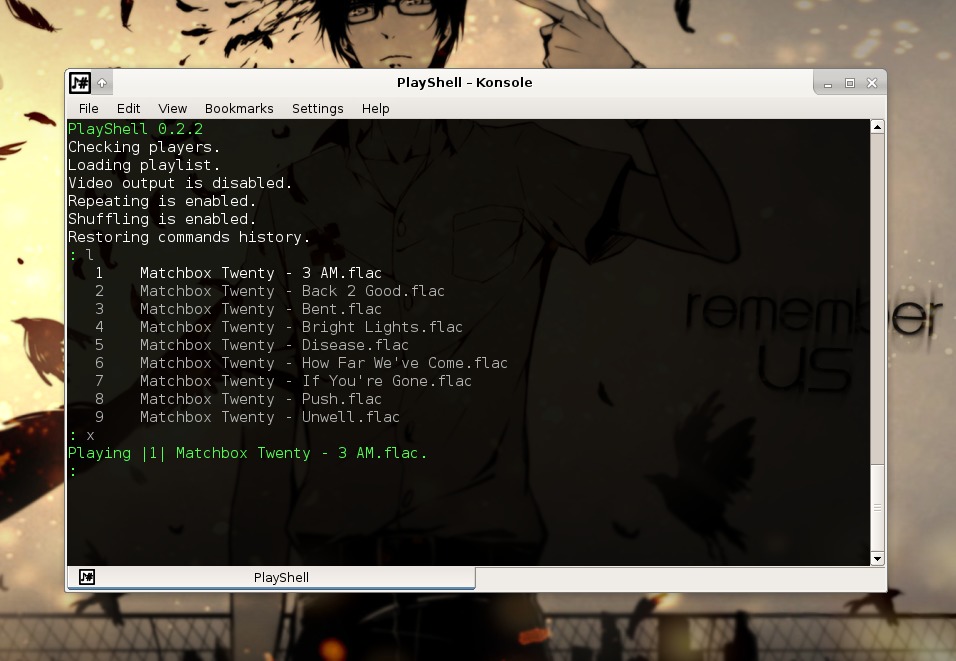 PlayShell – Konsole
File Edit View Bookmarks Settings Help
PlayShell 0.2.2
Checking players.
Loading playlist.
Video output is disabled.
Repeating is enabled.
Shuffling is enabled.
Restoring commands history.
: l
1 Matchbox Twenty - 3 AM.flac
2 Matchbox Twenty - Back 2 Good.flac
3 Matchbox Twenty - Bent.flac
4 Matchbox Twenty - Bright Lights.flac
5 Matchbox Twenty - Disease.flac
6 Matchbox Twenty - How Far We've Come.flac
7 Matchbox Twenty - If You're Gone.flac
8 Matchbox Twenty - Push.flac
9 Matchbox Twenty - Unwell.flac
: x
Playing |1| Matchbox Twenty - 3 AM.flac.
:
remember
us
PlayShell